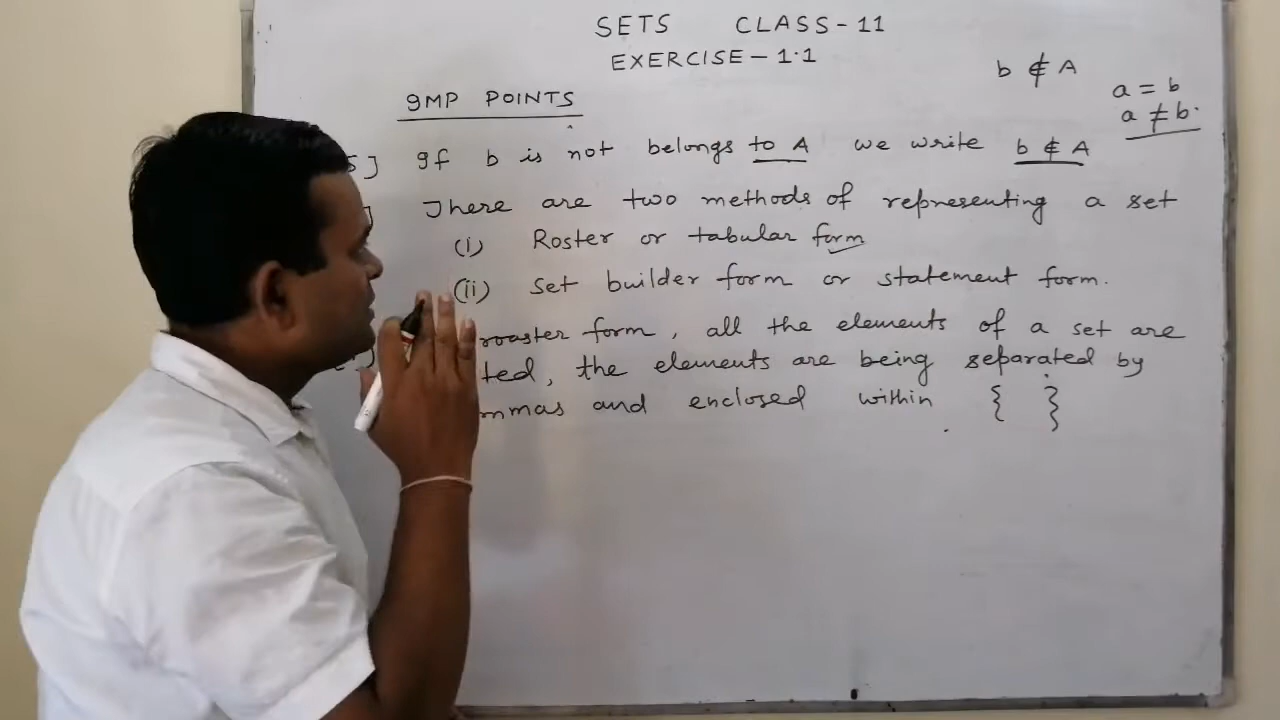 SETS CLASS-11
EXERCISE-1.1
b ∉ A
a = b
a ≠ b.
IMP POINTS
5] If b is not belongs to A we write b ∉ A
] There are two methods of representing a set
(i) Roster or tabular form
(ii) Set builder form or statement form.
roaster form, all the elements of a set are
ted, the elements are being separated by
mmas and enclosed within { }